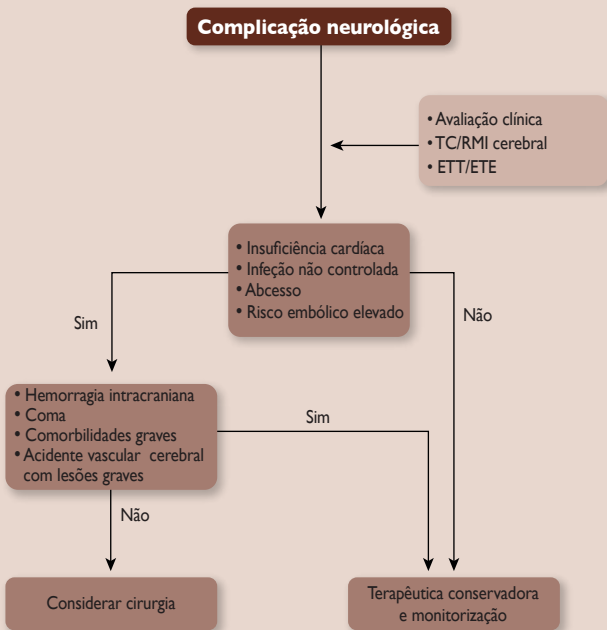 Complicação neurológica
• Avaliação clínica
• TC/RMI cerebral
• ETT/ETE
• Insuficiência cardíaca
• Infeção não controlada
• Abcesso
• Risco embólico elevado
Sim
Não
• Hemorragia intracraniana
• Coma
• Comorbilidades graves
• Acidente vascular cerebral
com lesões graves
Sim
Não
Considerar cirurgia
Terapêutica conservadora
e monitorização